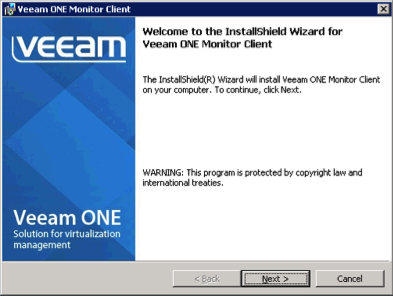 Veeam ONE Monitor Client
veeam
Welcome to the InstallShield Wizard for
Veeam ONE Monitor Client
The InstallShield(R) Wizard will install Veeam ONE Monitor Client
on your computer. To continue, click Next.
WARNING: This program is protected by copyright law and
international treaties.
Veeam ONE
Solution for virtualization
management
< Back
Next >
Cancel